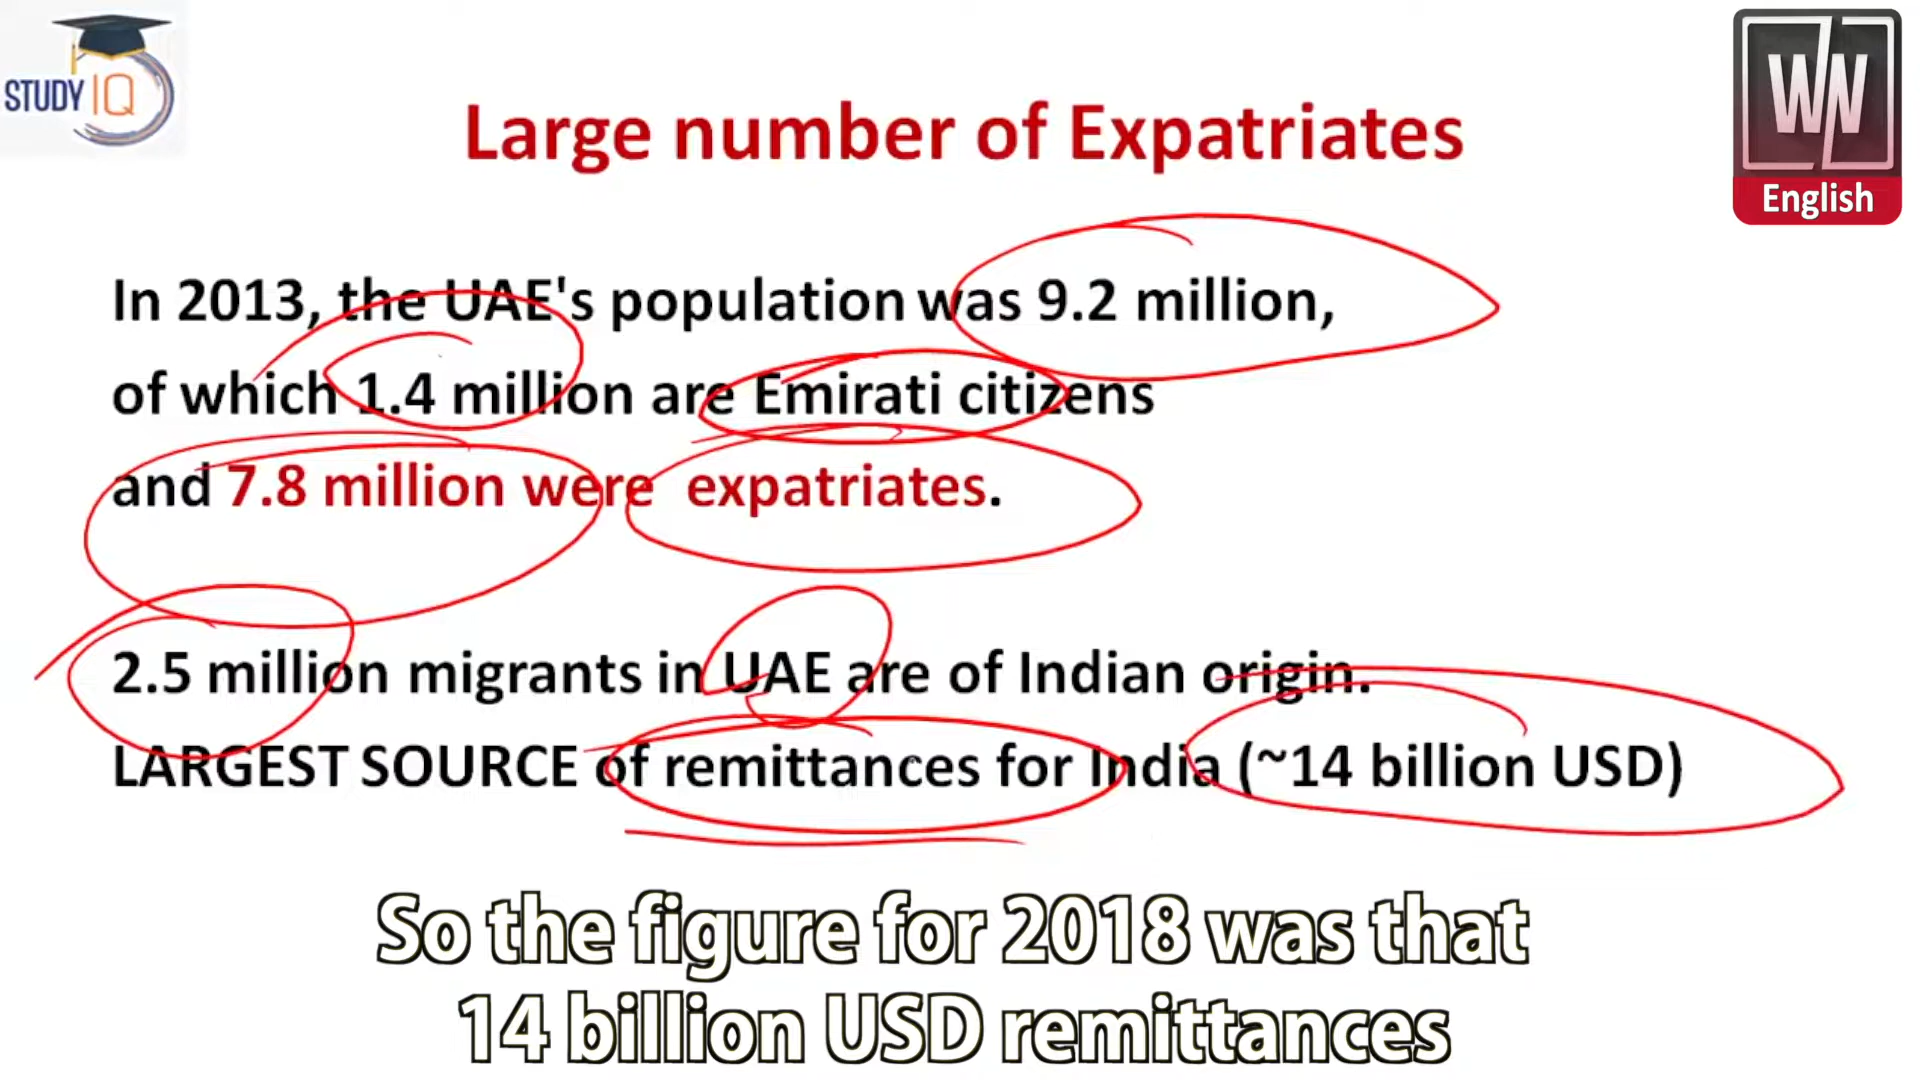 STUDY IQ
WN
English
Large number of Expatriates
In 2013, the UAE's population was 9.2 million,
of which 1.4 million are Emirati citizens
and 7.8 million were expatriates.
2.5 million migrants in UAE are of Indian origin.
LARGEST SOURCE of remittances for India (~14 billion USD)
So the figure for 2018 was that
14 billion USD remittances